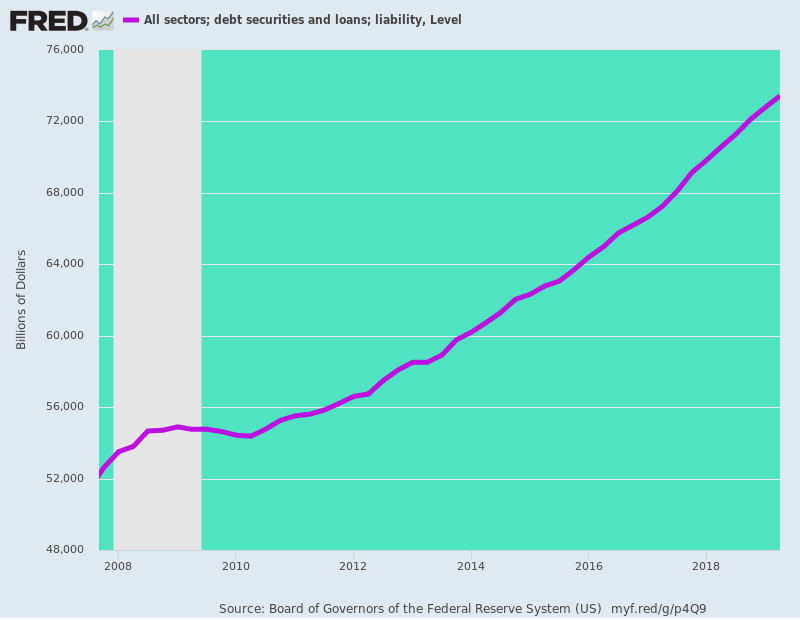 FRED
All sectors; debt securities and loans; liability, Level
76,000
72,000
68,000
64,000
60,000
56,000
52,000
48,000
Billions of Dollars
2008 2010 2012 2014 2016 2018
Source: Board of Governors of the Federal Reserve System (US) myf.red/g/p4Q9